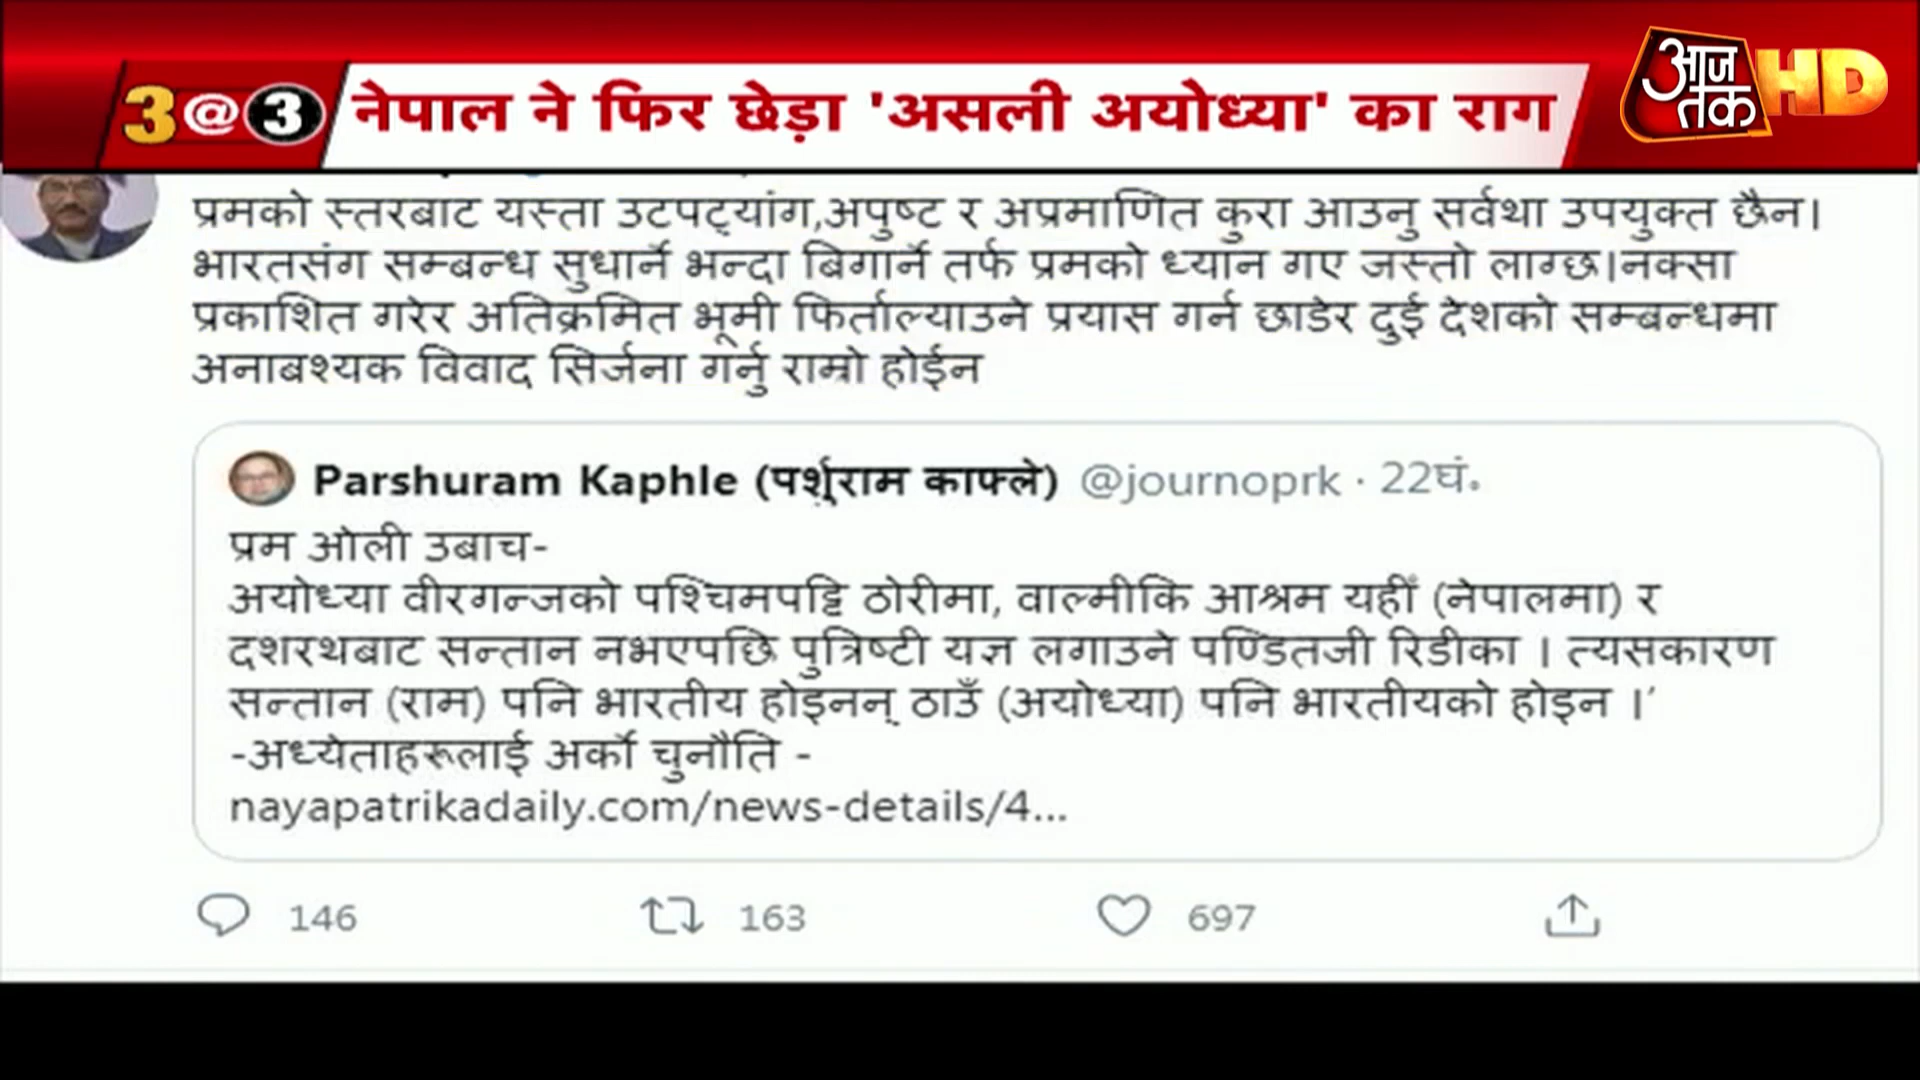 3@3 नेपाल ने फिर छेड़ा 'असली अयोध्या' का राग
आज तक HD
प्रमको स्तरबाट यस्ता उटपट्यांग,अपुष्ट र अप्रमाणित कुरा आउनु सर्वथा उपयुक्त छैन।
भारतसंग सम्बन्ध सुधार्ने भन्दा बिगार्ने तर्फ प्रमको ध्यान गए जस्तो लाग्छ।नक्सा
प्रकाशित गरेर अतिक्रमित भूमी फिर्ताल्याउने प्रयास गर्न छाडेर दुई देशको सम्बन्धमा
अनाबश्यक विवाद सिर्जना गर्नु राम्रो होईन
Parshuram Kaphle (पर्शुराम काफ्ले) @journoprk · 22घं.
प्रम ओली उबाच-
अयोध्या वीरगन्जको पश्चिमपट्टि ठोरीमा, वाल्मीकि आश्रम यहीं (नेपालमा) र
दशरथबाट सन्तान नभएपछि पुत्रिष्टी यज्ञ लगाउने पण्डितजी रिडीका । त्यसकारण
सन्तान (राम) पनि भारतीय होइनन् ठाउँ (अयोध्या) पनि भारतीयको होइन ।’
-अध्येताहरूलाई अर्को चुनौति -
nayapatrikadaily.com/news-details/4...
146 163 697